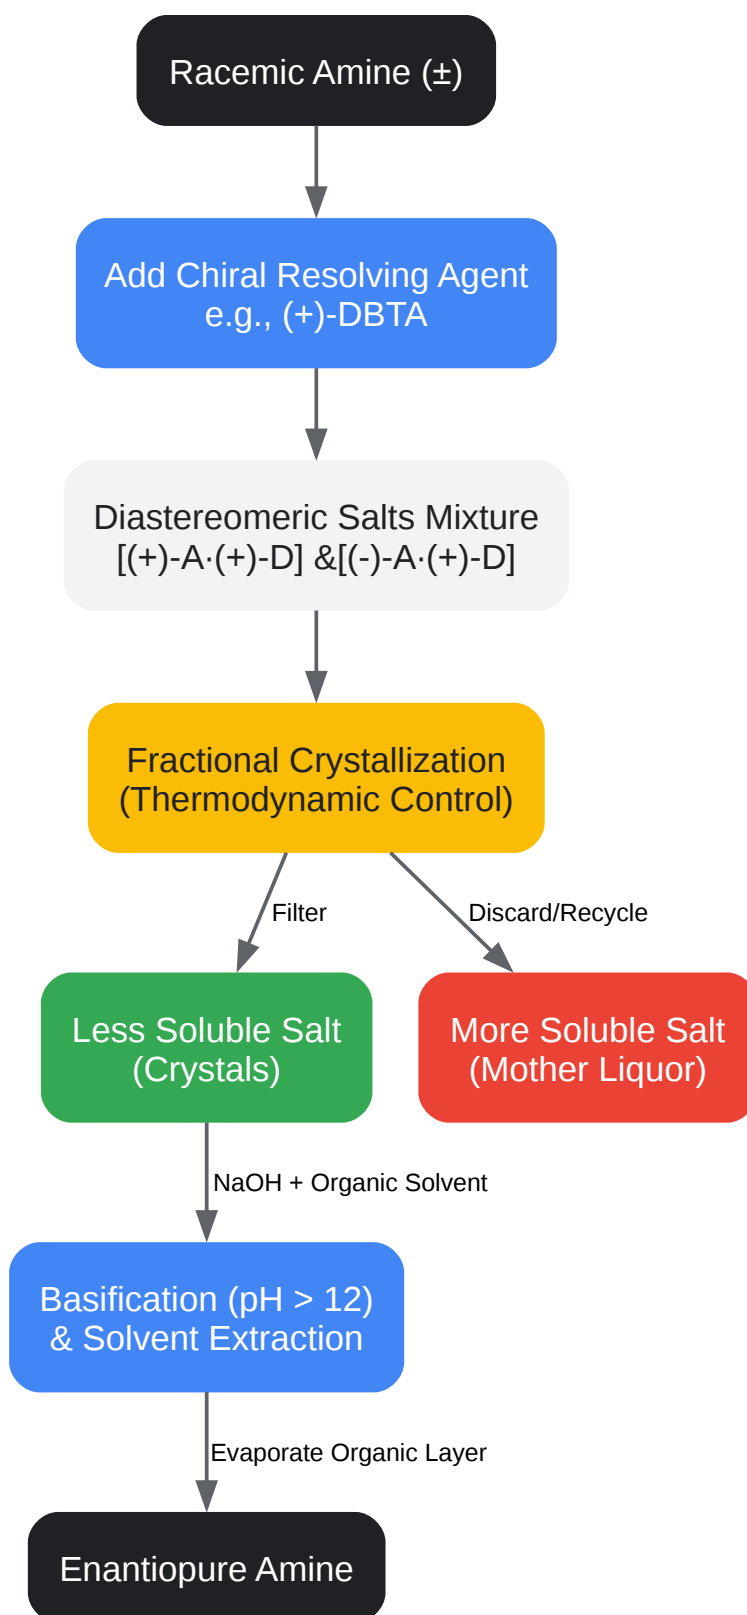 Racemic Amine (±)
Add Chiral Resolving Agent
e.g., (+)-DBTA
Diastereomeric Salts Mixture
[(+)-A·(+)-D] &[(-)-A·(+)-D]
Fractional Crystallization
(Thermodynamic Control)
Filter
Discard/Recycle
Less Soluble Salt
(Crystals)
More Soluble Salt
(Mother Liquor)
NaOH + Organic Solvent
Basification (pH > 12)
& Solvent Extraction
Evaporate Organic Layer
Enantiopure Amine